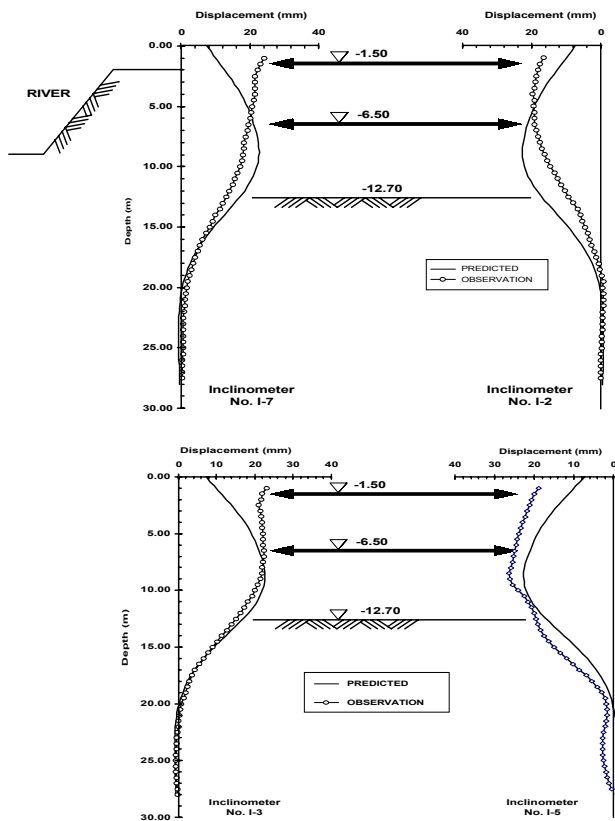 Displacement (mm) Displacement (mm)
0 20 40 40 20 0
0.00
-1.50
RIVER
5.00
-6.50
10.00
-12.70
Depth (m)
15.00
PREDICTED
OBSERVATION
20.00
25.00
Inclinometer Inclinometer
No. I-7 No. I-2
30.00
Displacement (mm) Displacement (mm)
0 10 20 30 40 40 30 20 10 0
0.00
-1.50
5.00
-6.50
10.00
-12.70
Depth (m)
15.00
PREDICTED
OBSERVATION
20.00
25.00
Inclinometer Inclinometer
No. I-3 No. I-5
30.00